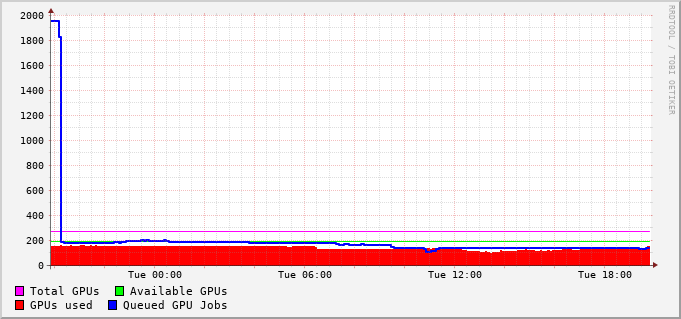 2000
1800
1600
1400
1200
1000
800
600
400
200
0
Tue 00:00 Tue 06:00 Tue 12:00 Tue 18:00
Total GPUs Available GPUs
GPUs used Queued GPU Jobs
RRDTOOL / TOBI OETIKER